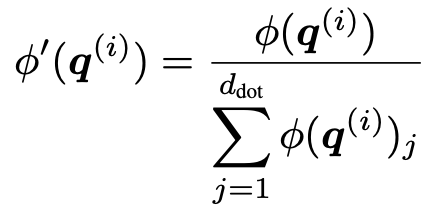 ϕ′(q⁽ⁱ⁾) = ϕ(q⁽ⁱ⁾) / ∑_{j=1}^{d_dot} ϕ(q⁽ⁱ⁾)_j